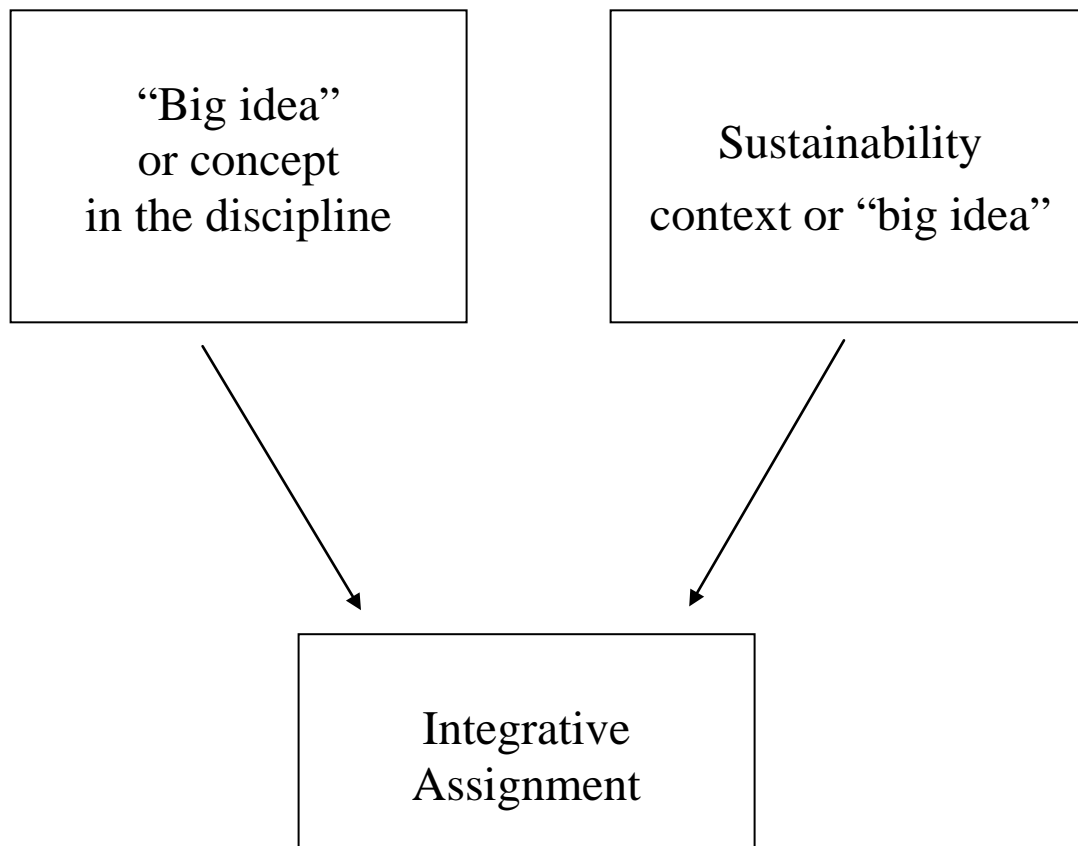 “Big idea”
or concept
in the discipline
Sustainability
context or “big idea”
Integrative
Assignment